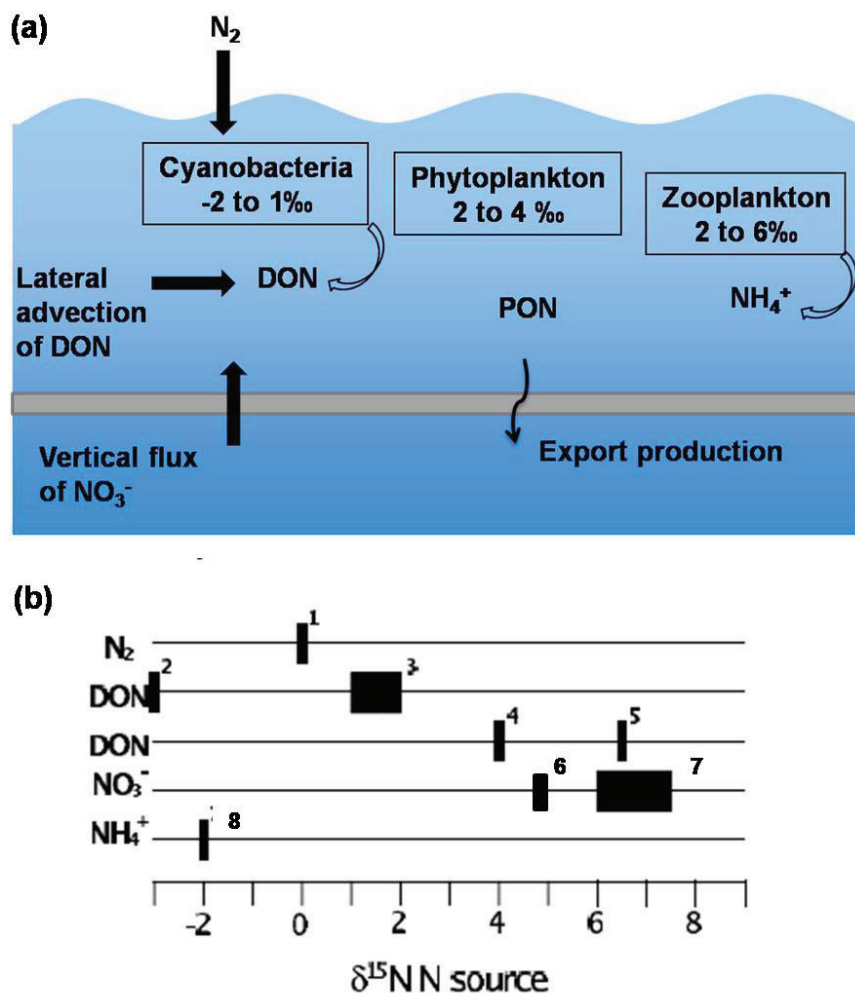 (a)
N₂
Cyanobacteria
-2 to 1‰
Phytoplankton
2 to 4 ‰
Zooplankton
2 to 6‰
Lateral
advection
of DON
DON
PON
NH₄⁺
Vertical flux
of NO₃⁻
Export production
(b)
N₂ 1
DON 2 3
DON 4 5
NO₃⁻ 6 7
NH₄⁺ 8
-2 0 2 4 6 8
δ¹⁵N N source